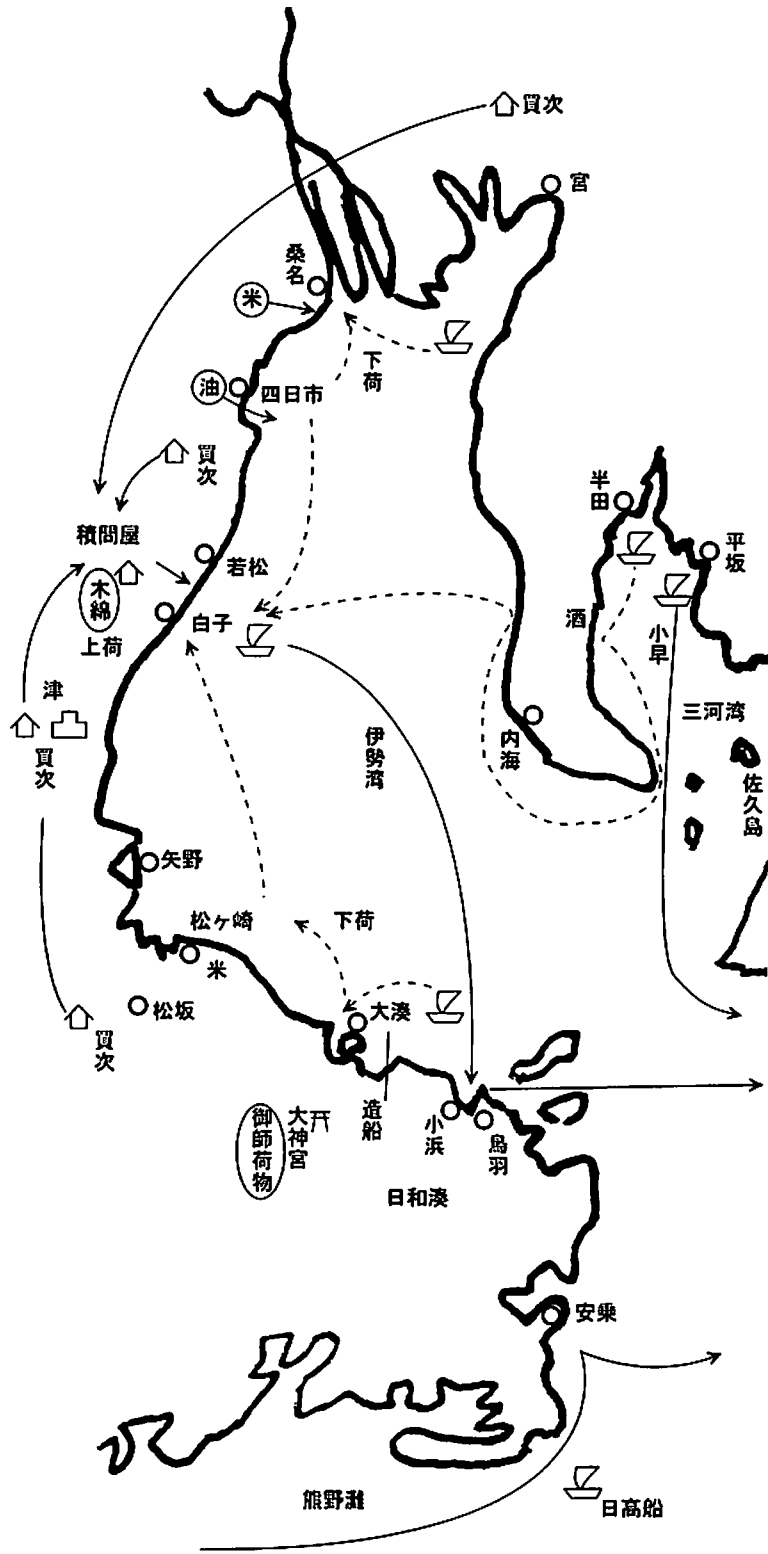 買次
宮
桑名
米
油
四日市
下荷
買次
半田
平坂
積問屋
若松
木綿
白子
上荷
酒
小早
津
買次
伊勢湾
内海
三河湾
佐久島
矢野
松ヶ崎
下荷
米
松坂
大湊
買次
造船
小浜
鳥羽
大神宮
御師荷物
日和湊
安乗
熊野灘
日高船